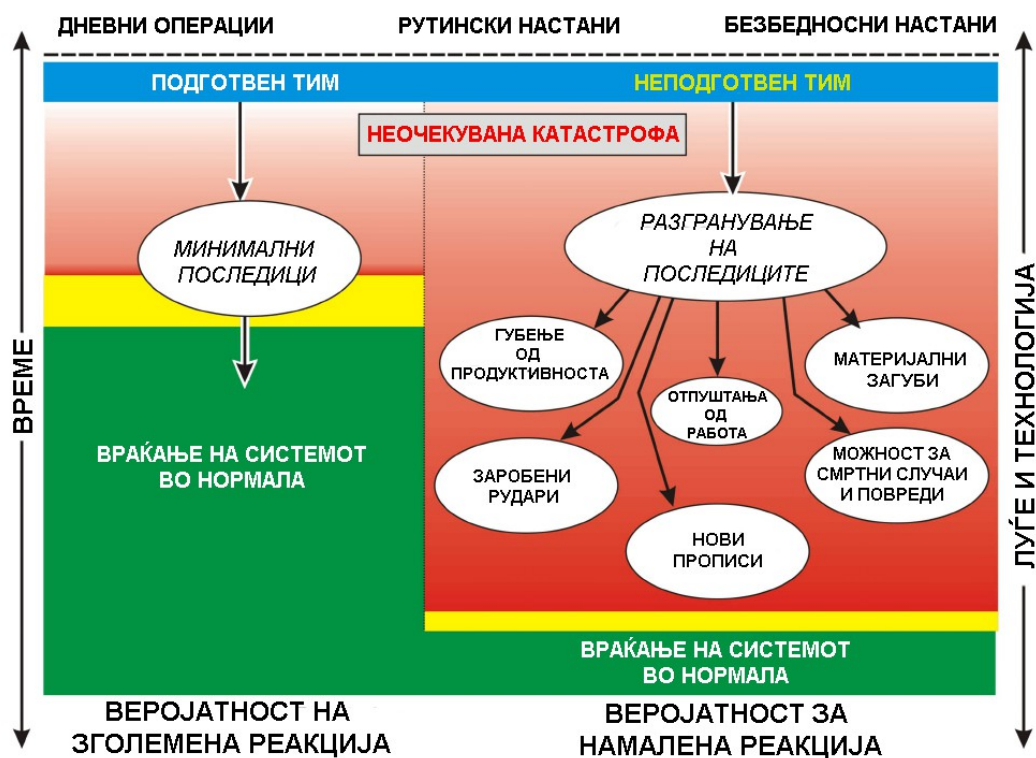 ДНЕВНИ ОПЕРАЦИИ
РУТИНСКИ НАСТАНИ
БЕЗБЕДНОСНИ НАСТАНИ
ПОДГОТВЕН ТИМ
НЕПОДГОТВЕН ТИМ
НЕОЧЕКУВАНА КАТАСТРОФА
МИНИМАЛНИ
ПОСЛЕДИЦИ
РАЗГРАНУВАЊЕ
НА
ПОСЛЕДИЦИТЕ
ГУБЕЊЕ
ОД
ПРОДУКТИВНОСТА
ОТПУШТАЊА
ОД
РАБОТА
МАТЕРИЈАЛНИ
ЗАГУБИ
ЗАРОБЕНИ
РУДАРИ
НОВИ
ПРОПИСИ
МОЖНОСТ ЗА
СМРТНИ СЛУЧАИ
И ПОВРЕДИ
ВРАЌАЊЕ НА СИСТЕМОТ
ВО НОРМАЛА
ВРАЌАЊЕ НА СИСТЕМОТ
ВО НОРМАЛА
ВРЕМЕ
ЛУЃЕ И ТЕХНОЛОГИЈА
ВЕРОЈАТНОСТ НА
ЗГОЛЕМЕНА РЕАКЦИЈА
ВЕРОЈАТНОСТ ЗА
НАМАЛЕНА РЕАКЦИЈА